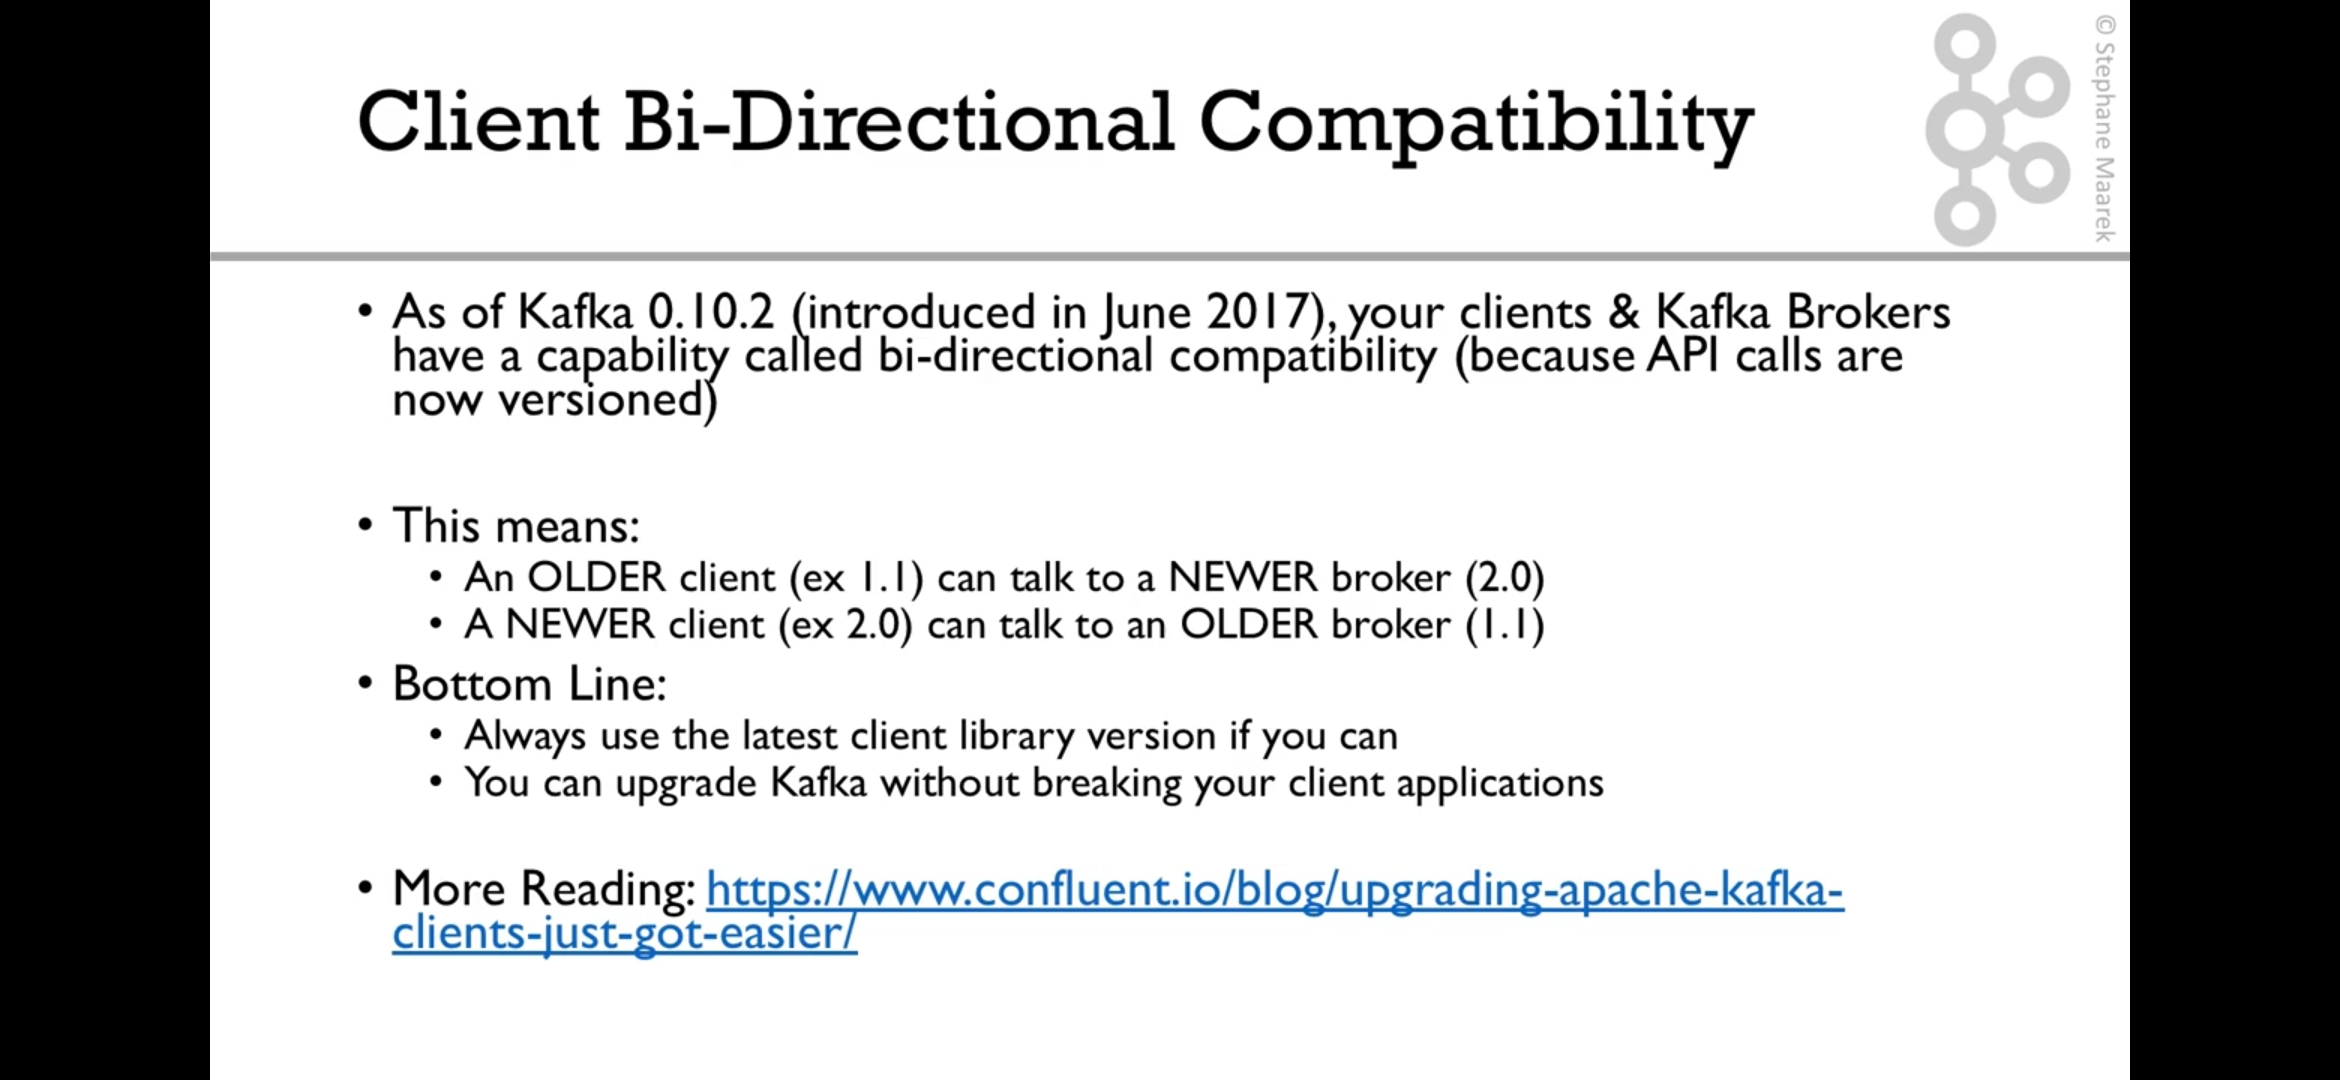 Client Bi-Directional Compatibility
© Stephane Maarek
• As of Kafka 0.10.2 (introduced in June 2017), your clients & Kafka Brokers
have a capability called bi-directional compatibility (because API calls are
now versioned)
• This means:
• An OLDER client (ex 1.1) can talk to a NEWER broker (2.0)
• A NEWER client (ex 2.0) can talk to an OLDER broker (1.1)
• Bottom Line:
• Always use the latest client library version if you can
• You can upgrade Kafka without breaking your client applications
• More Reading: https://www.confluent.io/blog/upgrading-apache-kafka-
clients-just-got-easier/